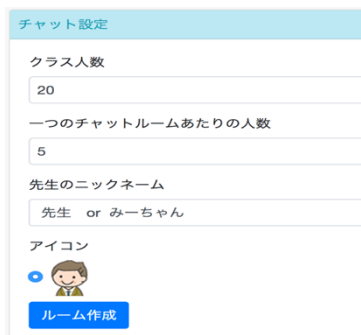 チャット設定
クラス人数
20
一つのチャットルームあたりの人数
5
先生のニックネーム
先生 or みーちゃん
アイコン
ルーム作成